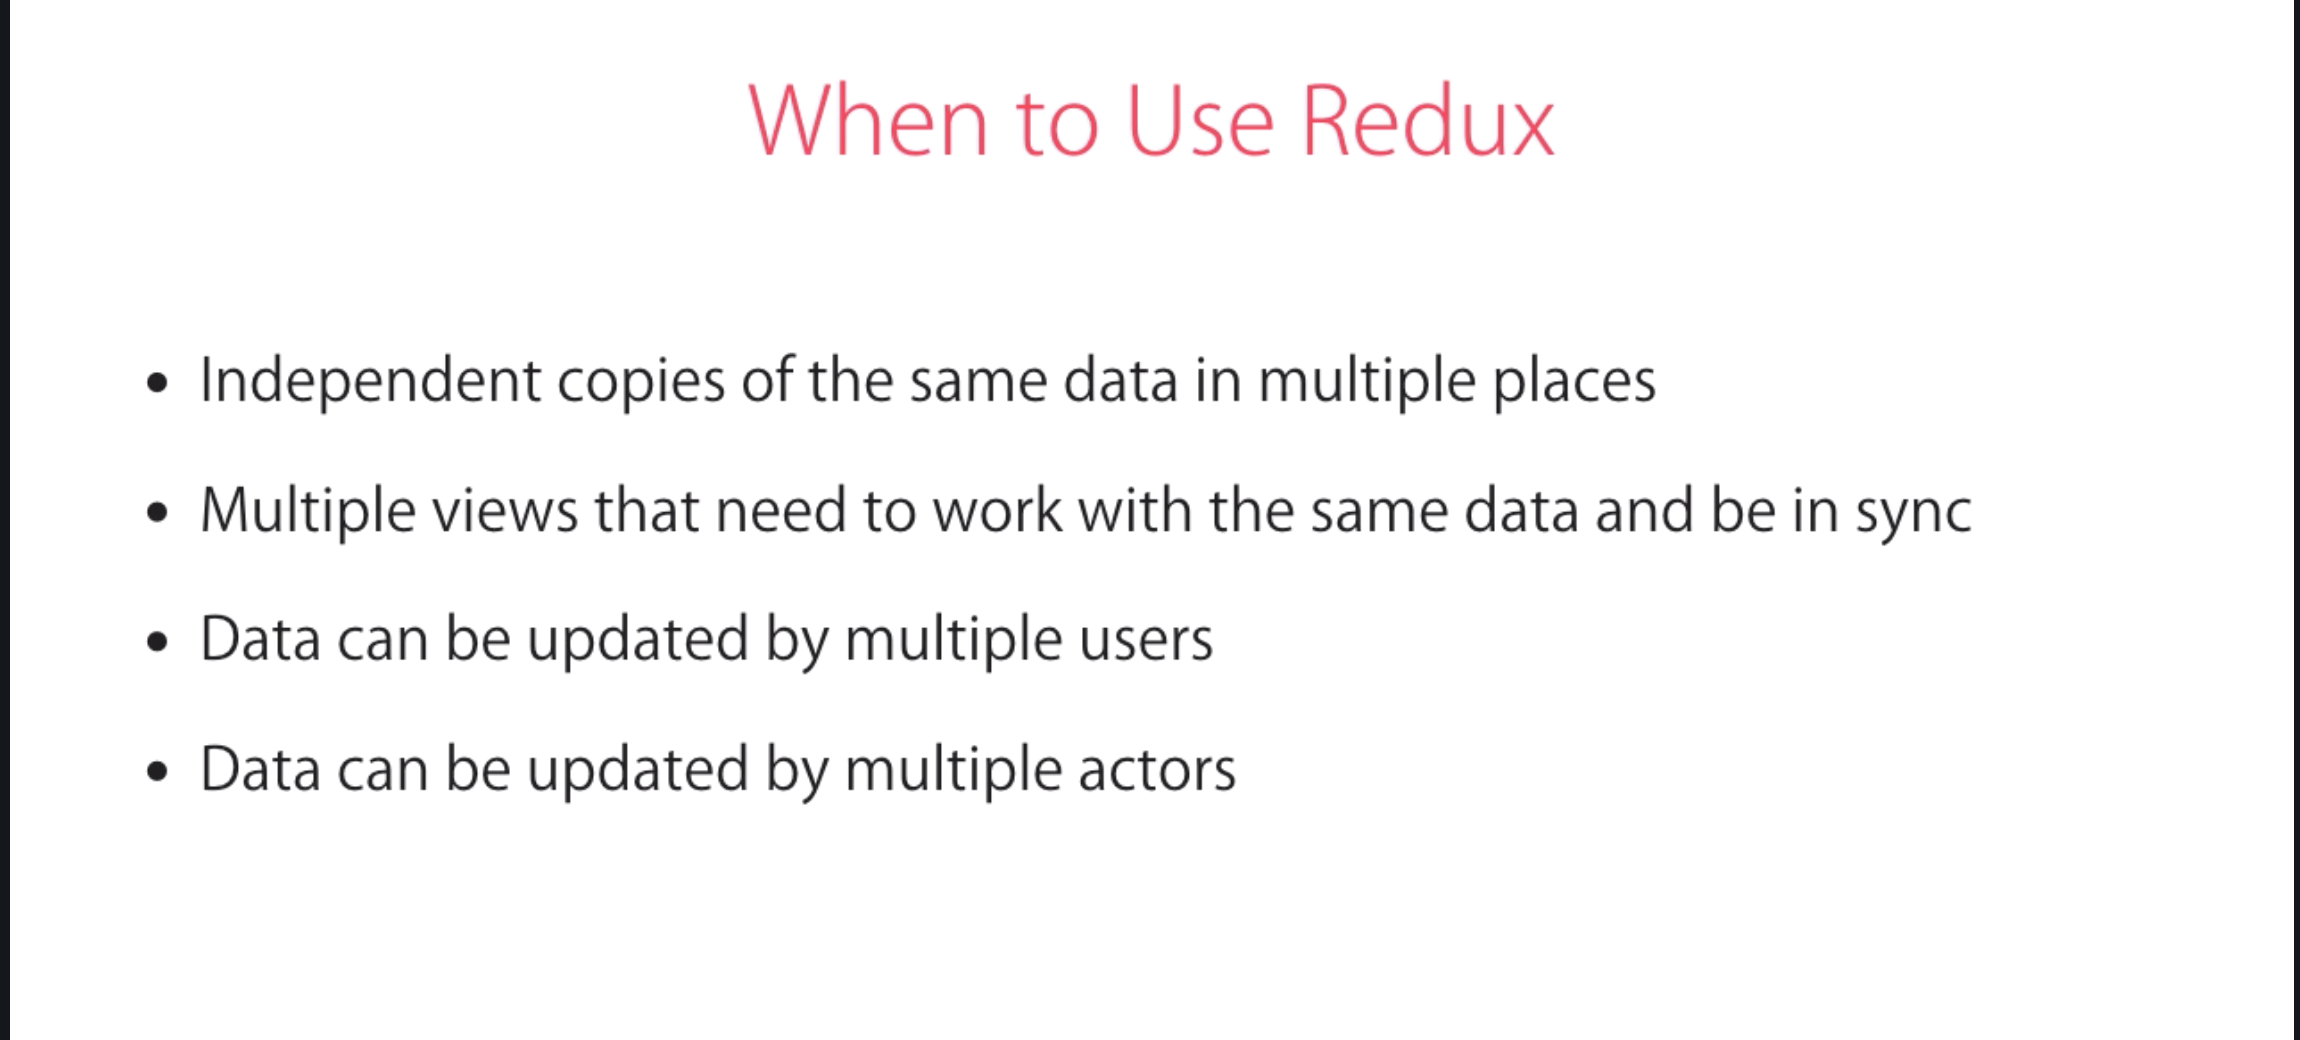 When to Use Redux
• Independent copies of the same data in multiple places
• Multiple views that need to work with the same data and be in sync
• Data can be updated by multiple users
• Data can be updated by multiple actors